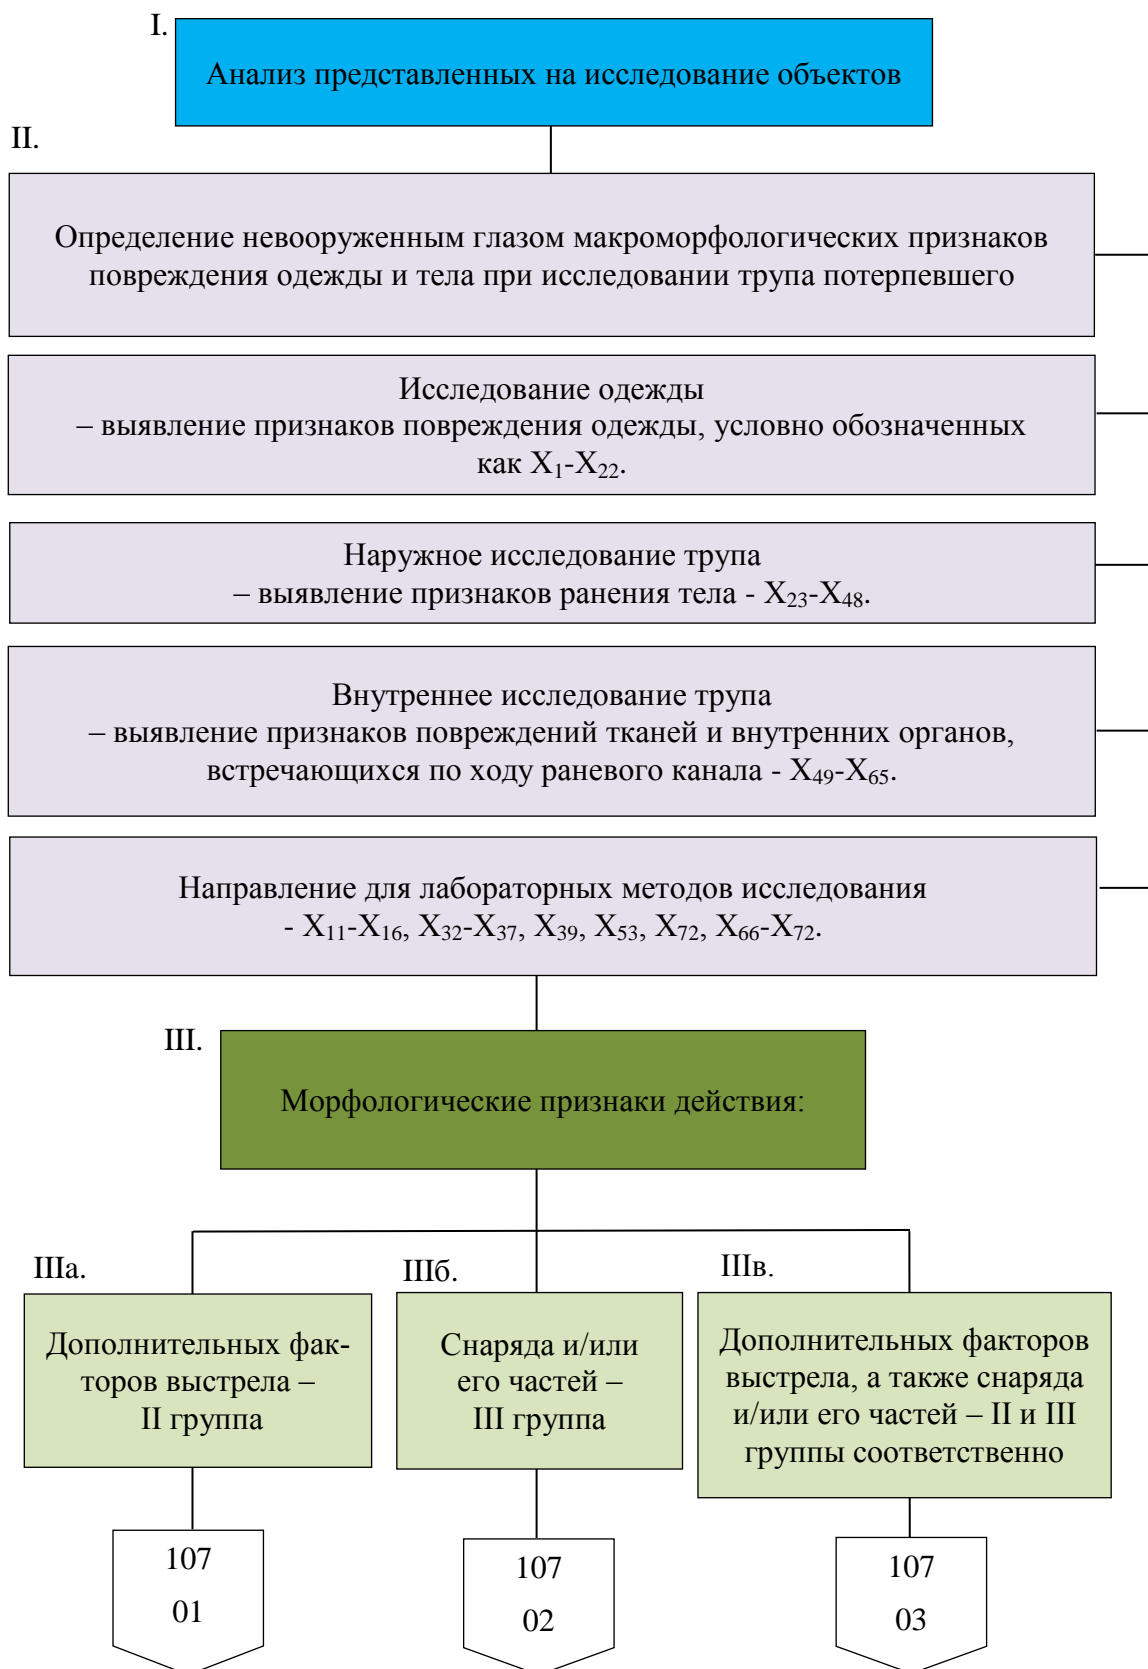 I.
Анализ представленных на исследование объектов
II.
Определение невооруженным глазом макроморфологических признаков
повреждения одежды и тела при исследовании трупа потерпевшего
Исследование одежды
– выявление признаков повреждения одежды, условно обозначенных
как X₁-X₂₂.
Наружное исследование трупа
– выявление признаков ранения тела - X₂₃-X₄₈.
Внутреннее исследование трупа
– выявление признаков повреждений тканей и внутренних органов,
встречающихся по ходу раневого канала - X₄₉-X₆₅.
Направление для лабораторных методов исследования
- X₁₁-X₁₆, X₃₂-X₃₇, X₃₉, X₅₃, X₇₂, X₆₆-X₇₂.
III.
Морфологические признаки действия:
IIIа.
Дополнительных фак-
торов выстрела –
II группа
107
01
IIIб.
Снаряда и/или
его частей –
III группа
107
02
IIIв.
Дополнительных факторов
выстрела, а также снаряда
и/или его частей – II и III
группы соответственно
107
03